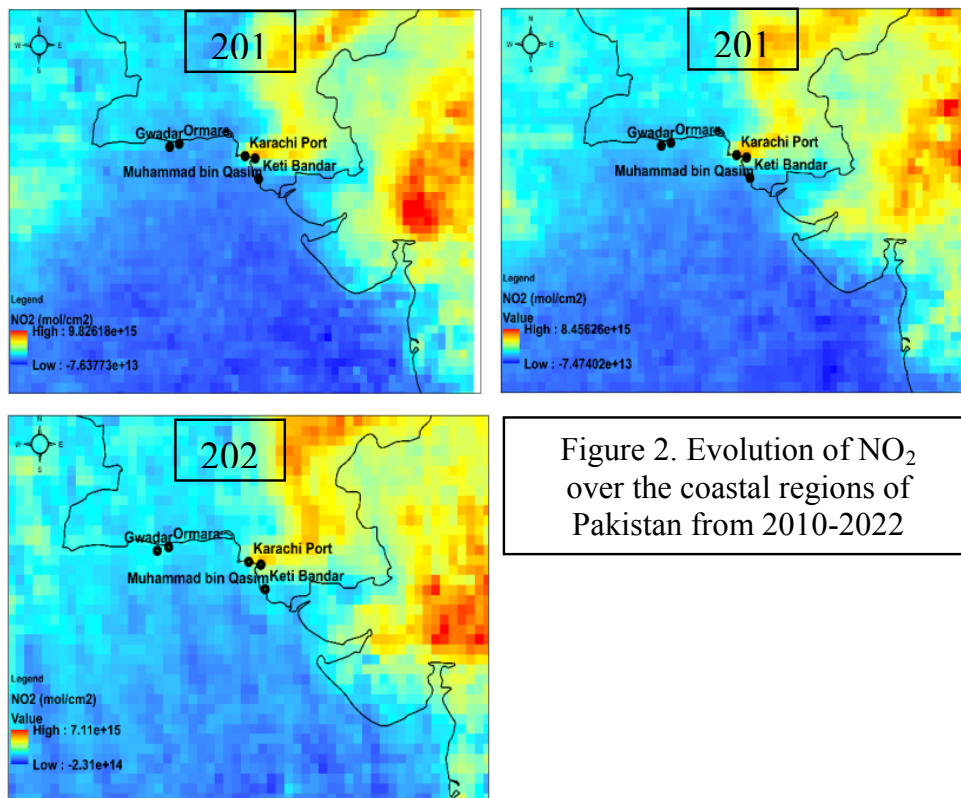 201
N
W E
S
Gwadar Ormara
Karachi Port
Muhammad bin Qasim Keti Bandar
Legend
NO2 (mol/cm2)
High : 9.82618e+15
Low : -7.63773e+13
201
N
W E
S
Gwadar Ormara
Karachi Port
Muhammad bin Qasim Keti Bandar
Legend
NO2 (mol/cm2)
Value
High : 8.45626e+15
Low : -7.47402e+13
202
N
W E
S
Gwadar Ormara
Karachi Port
Muhammad bin Qasim Keti Bandar
Legend
NO2 (mol/cm2)
Value
High : 7.11e+15
Low : -2.31e+14
Figure 2. Evolution of NO₂
over the coastal regions of
Pakistan from 2010-2022